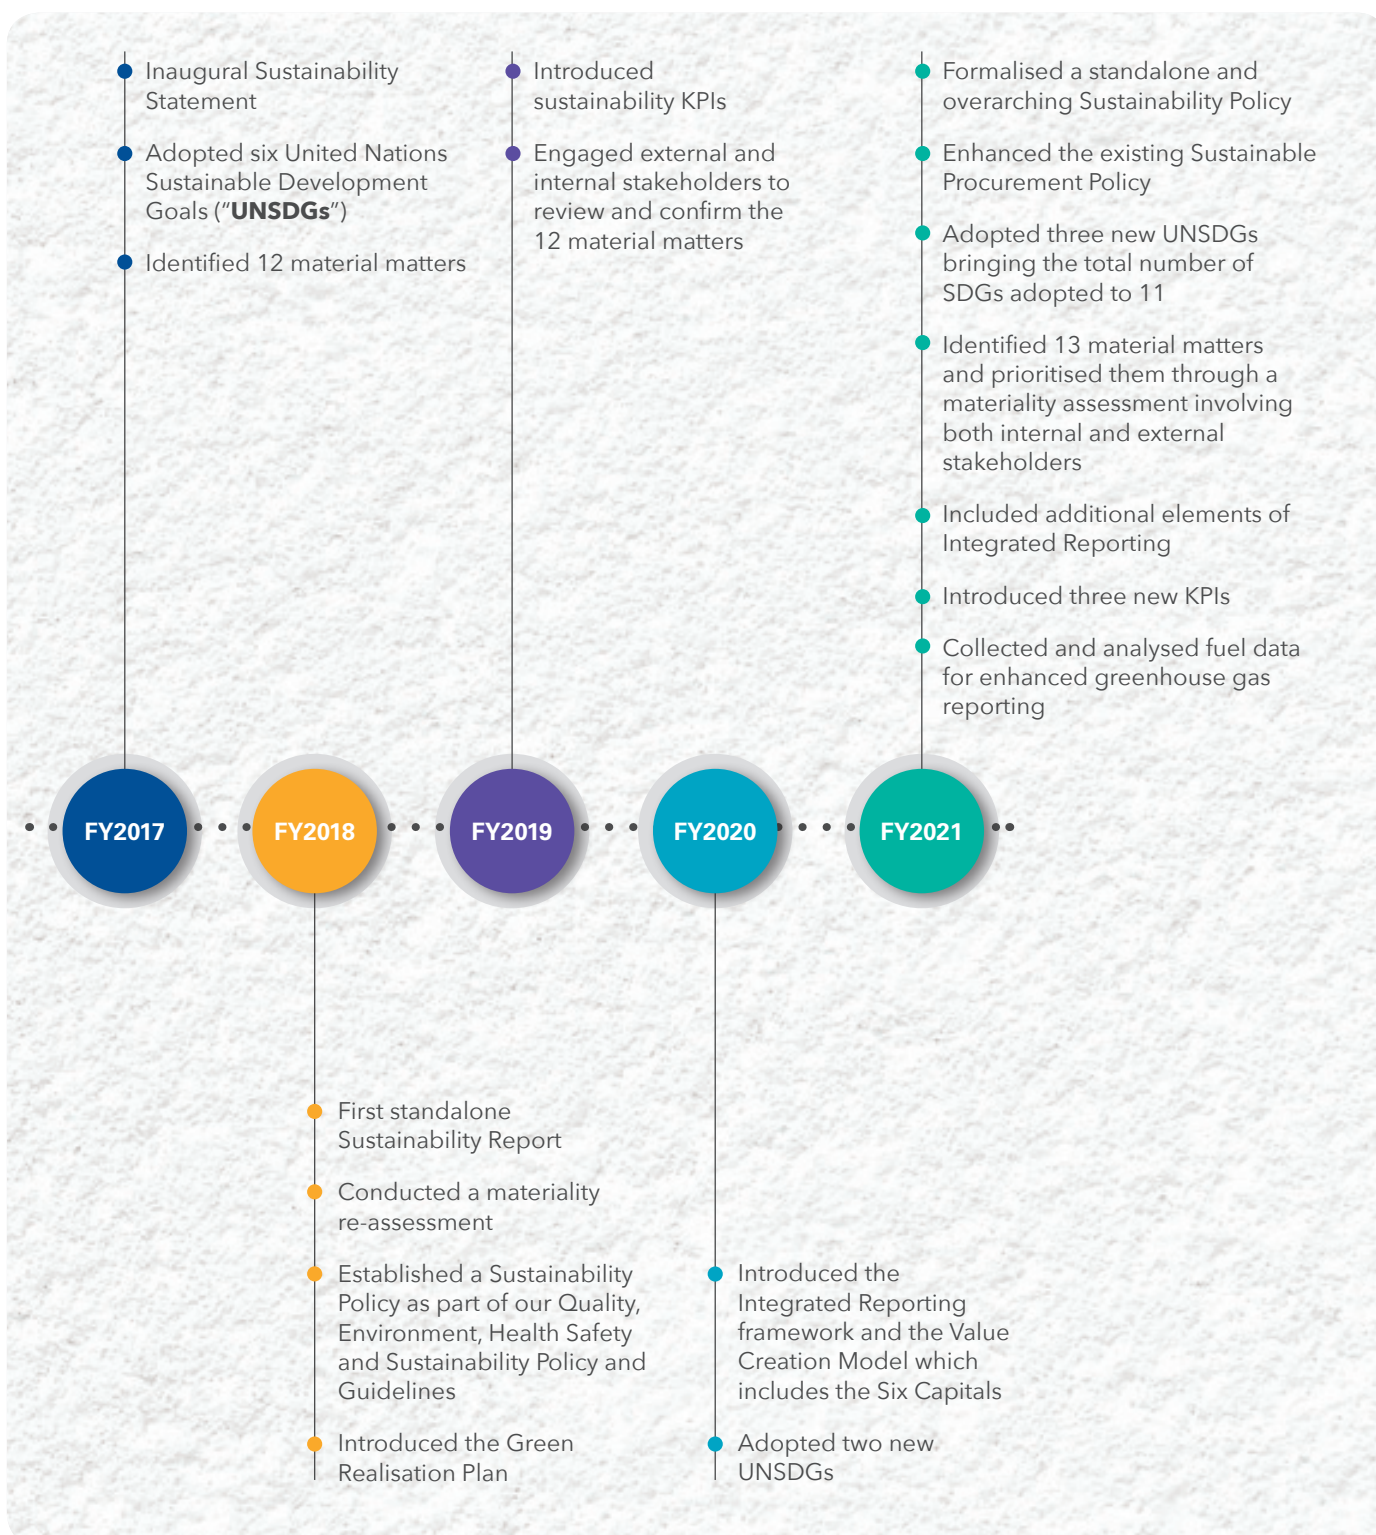 Inaugural Sustainability
Statement
Adopted six United Nations
Sustainable Development
Goals (“UNSDGs”)
Identified 12 material matters
Introduced
sustainability KPIs
Engaged external and
internal stakeholders to
review and confirm the
12 material matters
Formalised a standalone and
overarching Sustainability Policy
Enhanced the existing Sustainable
Procurement Policy
Adopted three new UNSDGs
bringing the total number of
SDGs adopted to 11
Identified 13 material matters
and prioritised them through a
materiality assessment involving
both internal and external
stakeholders
Included additional elements of
Integrated Reporting
Introduced three new KPIs
Collected and analysed fuel data
for enhanced greenhouse gas
reporting
FY2017
FY2018
FY2019
FY2020
FY2021
First standalone
Sustainability Report
Conducted a materiality
re-assessment
Established a Sustainability
Policy as part of our Quality,
Environment, Health Safety
and Sustainability Policy and
Guidelines
Introduced the Green
Realisation Plan
Introduced the
Integrated Reporting
framework and the Value
Creation Model which
includes the Six Capitals
Adopted two new
UNSDGs